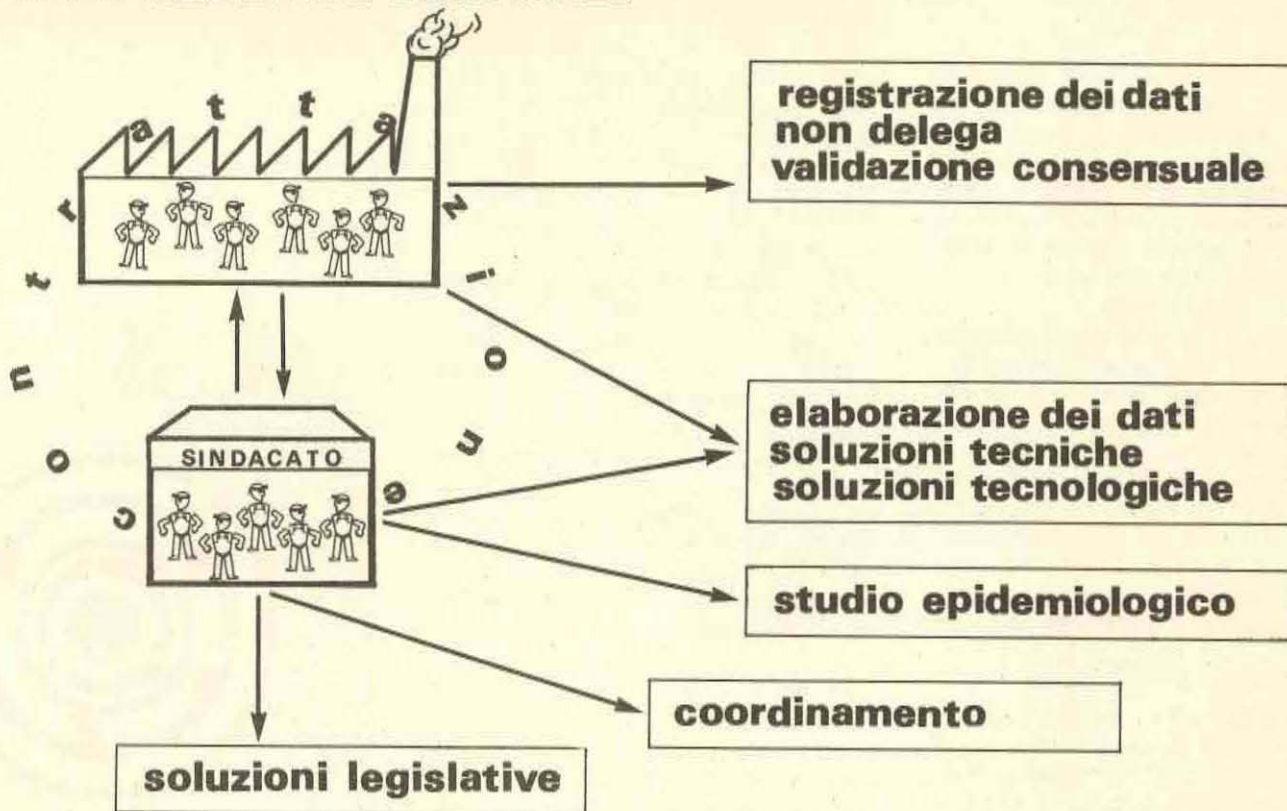 contrattazione
registrazione dei dati
non delega
validazione consensuale
elaborazione dei dati
soluzioni tecniche
soluzioni tecnologiche
SINDACATO
studio epidemiologico
coordinamento
soluzioni legislative